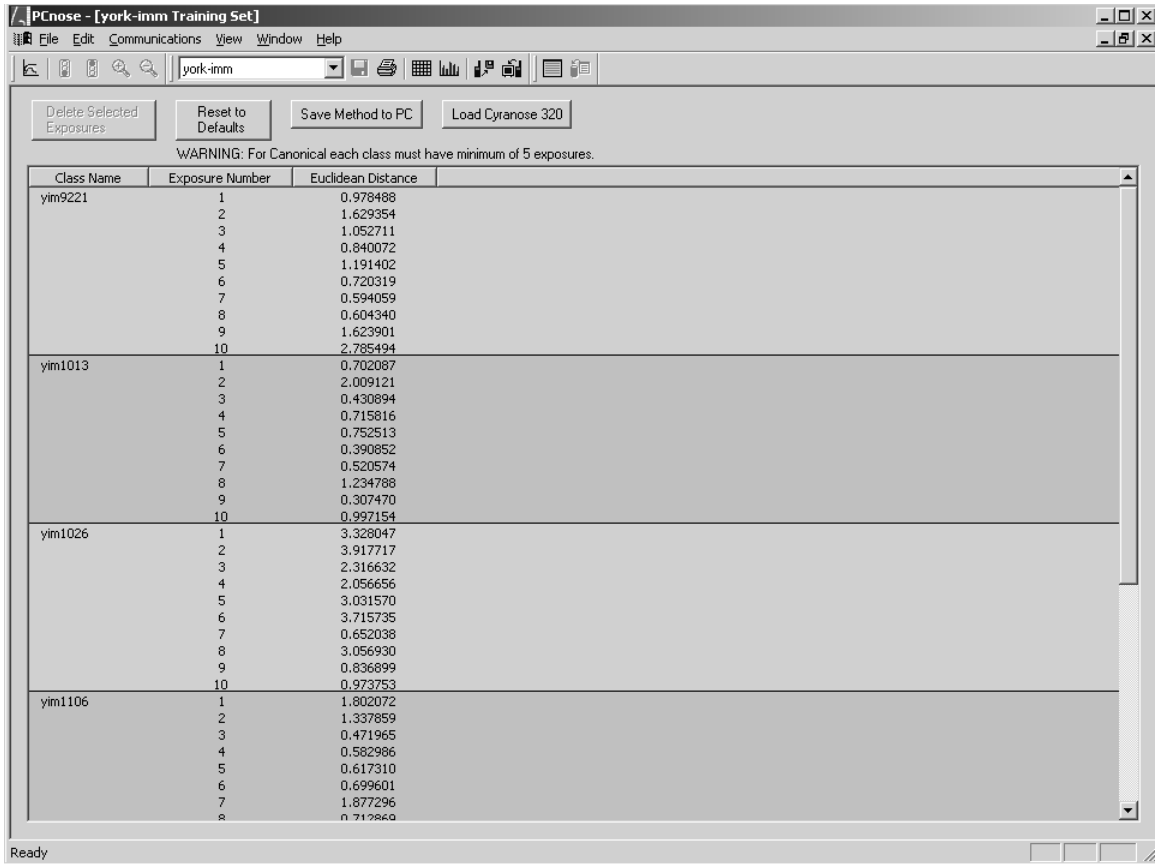 PCnose - [york-imm Training Set]
File Edit Communications View Window Help
york-imm
Delete Selected Exposures
Reset to Defaults
Save Method to PC
Load Cyranose 320
WARNING: For Canonical each class must have minimum of 5 exposures.
Class Name Exposure Number Euclidean Distance
yim9221 1 0.978488
2 1.629354
3 1.052711
4 0.840072
5 1.191402
6 0.720319
7 0.594059
8 0.604340
9 1.623901
10 2.785494
yim1013 1 0.702087
2 2.009121
3 0.430894
4 0.715816
5 0.752513
6 0.390852
7 0.520574
8 1.234788
9 0.307470
10 0.997154
yim1026 1 3.328047
2 3.917717
3 2.316632
4 2.056656
5 3.031570
6 3.715735
7 0.652038
8 3.056930
9 0.836899
10 0.973753
yim1106 1 1.802072
2 1.337859
3 0.471965
4 0.582986
5 0.617310
6 0.699601
7 1.877296
8 0.712869
Ready